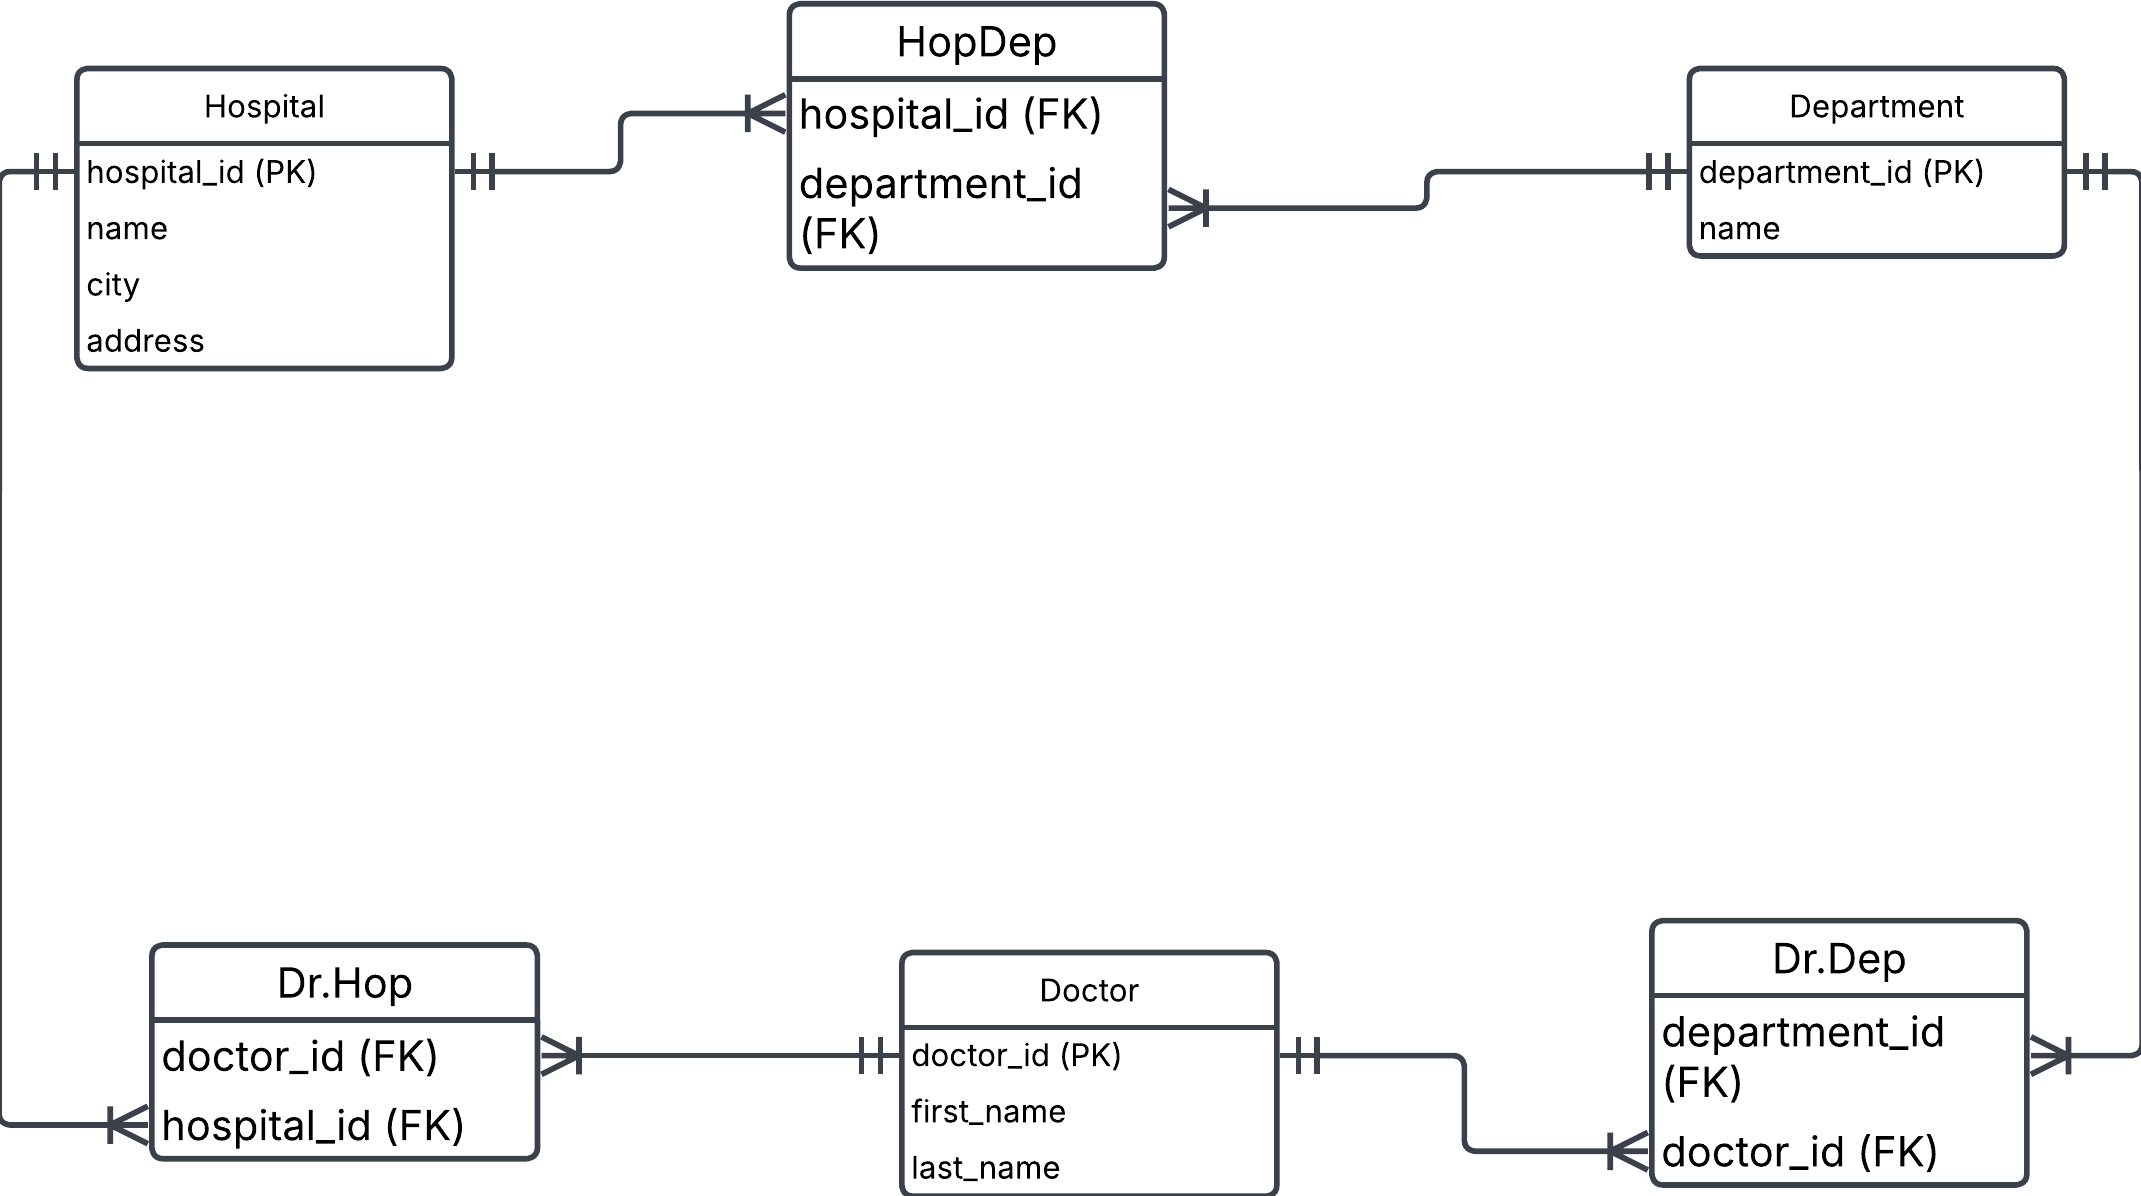 HopDep
hospital_id (FK)
department_id
(FK)
Hospital
hospital_id (PK)
name
city
address
Department
department_id (PK)
name
Dr.Hop
doctor_id (FK)
hospital_id (FK)
Doctor
doctor_id (PK)
first_name
last_name
Dr.Dep
department_id
(FK)
doctor_id (FK)